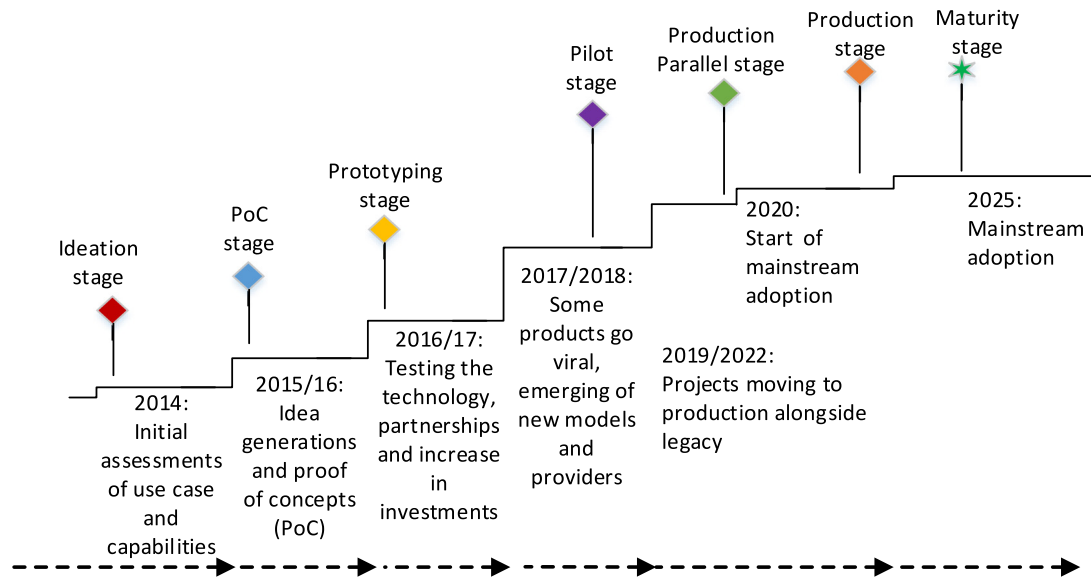 Ideation
stage
PoC
stage
Prototyping
stage
Pilot
stage
Production
Parallel stage
Production
stage
Maturity
stage
2014:
Initial
assessments
of use case
and
capabilities
2015/16:
Idea
generations
and proof
of concepts
(PoC)
2016/17:
Testing the
technology,
partnerships
and increase
in
investments
2017/2018:
Some
products go
viral,
emerging of
new models
and
providers
2019/2022:
Projects moving to
production alongside
legacy
2020:
Start of
mainstream
adoption
2025:
Mainstream
adoption